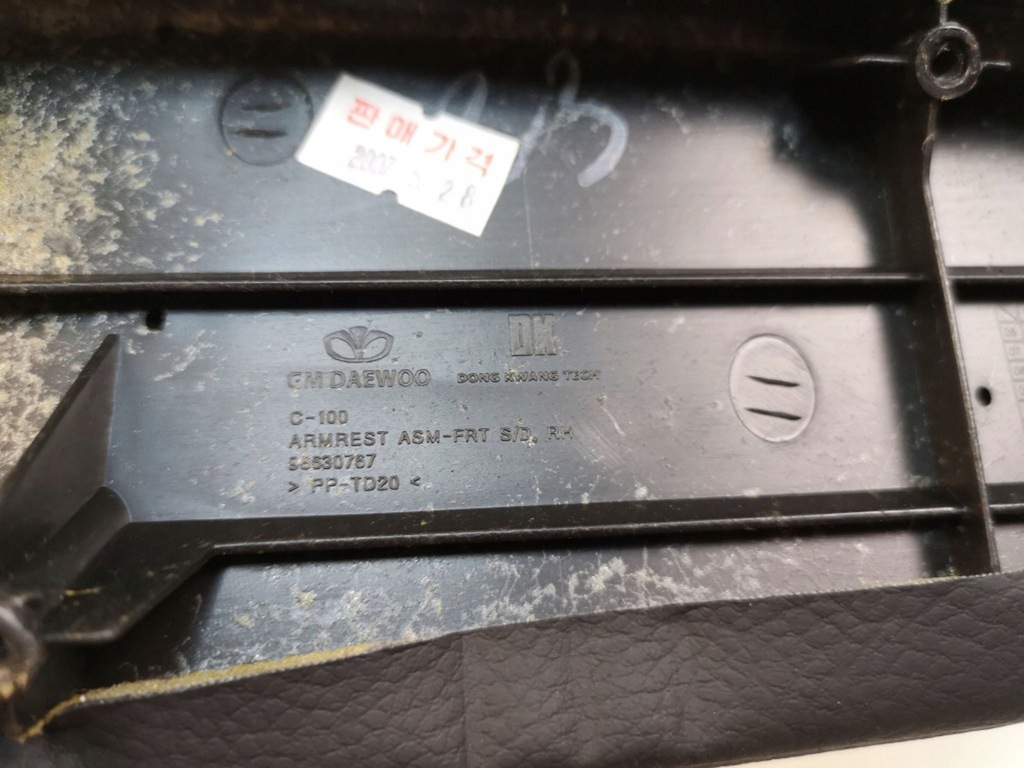 판매가격
2007 5 28
DK
GM DAEWOO
DONG KWANG TECH
C-100
ARMREST ASM-FRT S/D, RH
96630767
> PP-TD20 <